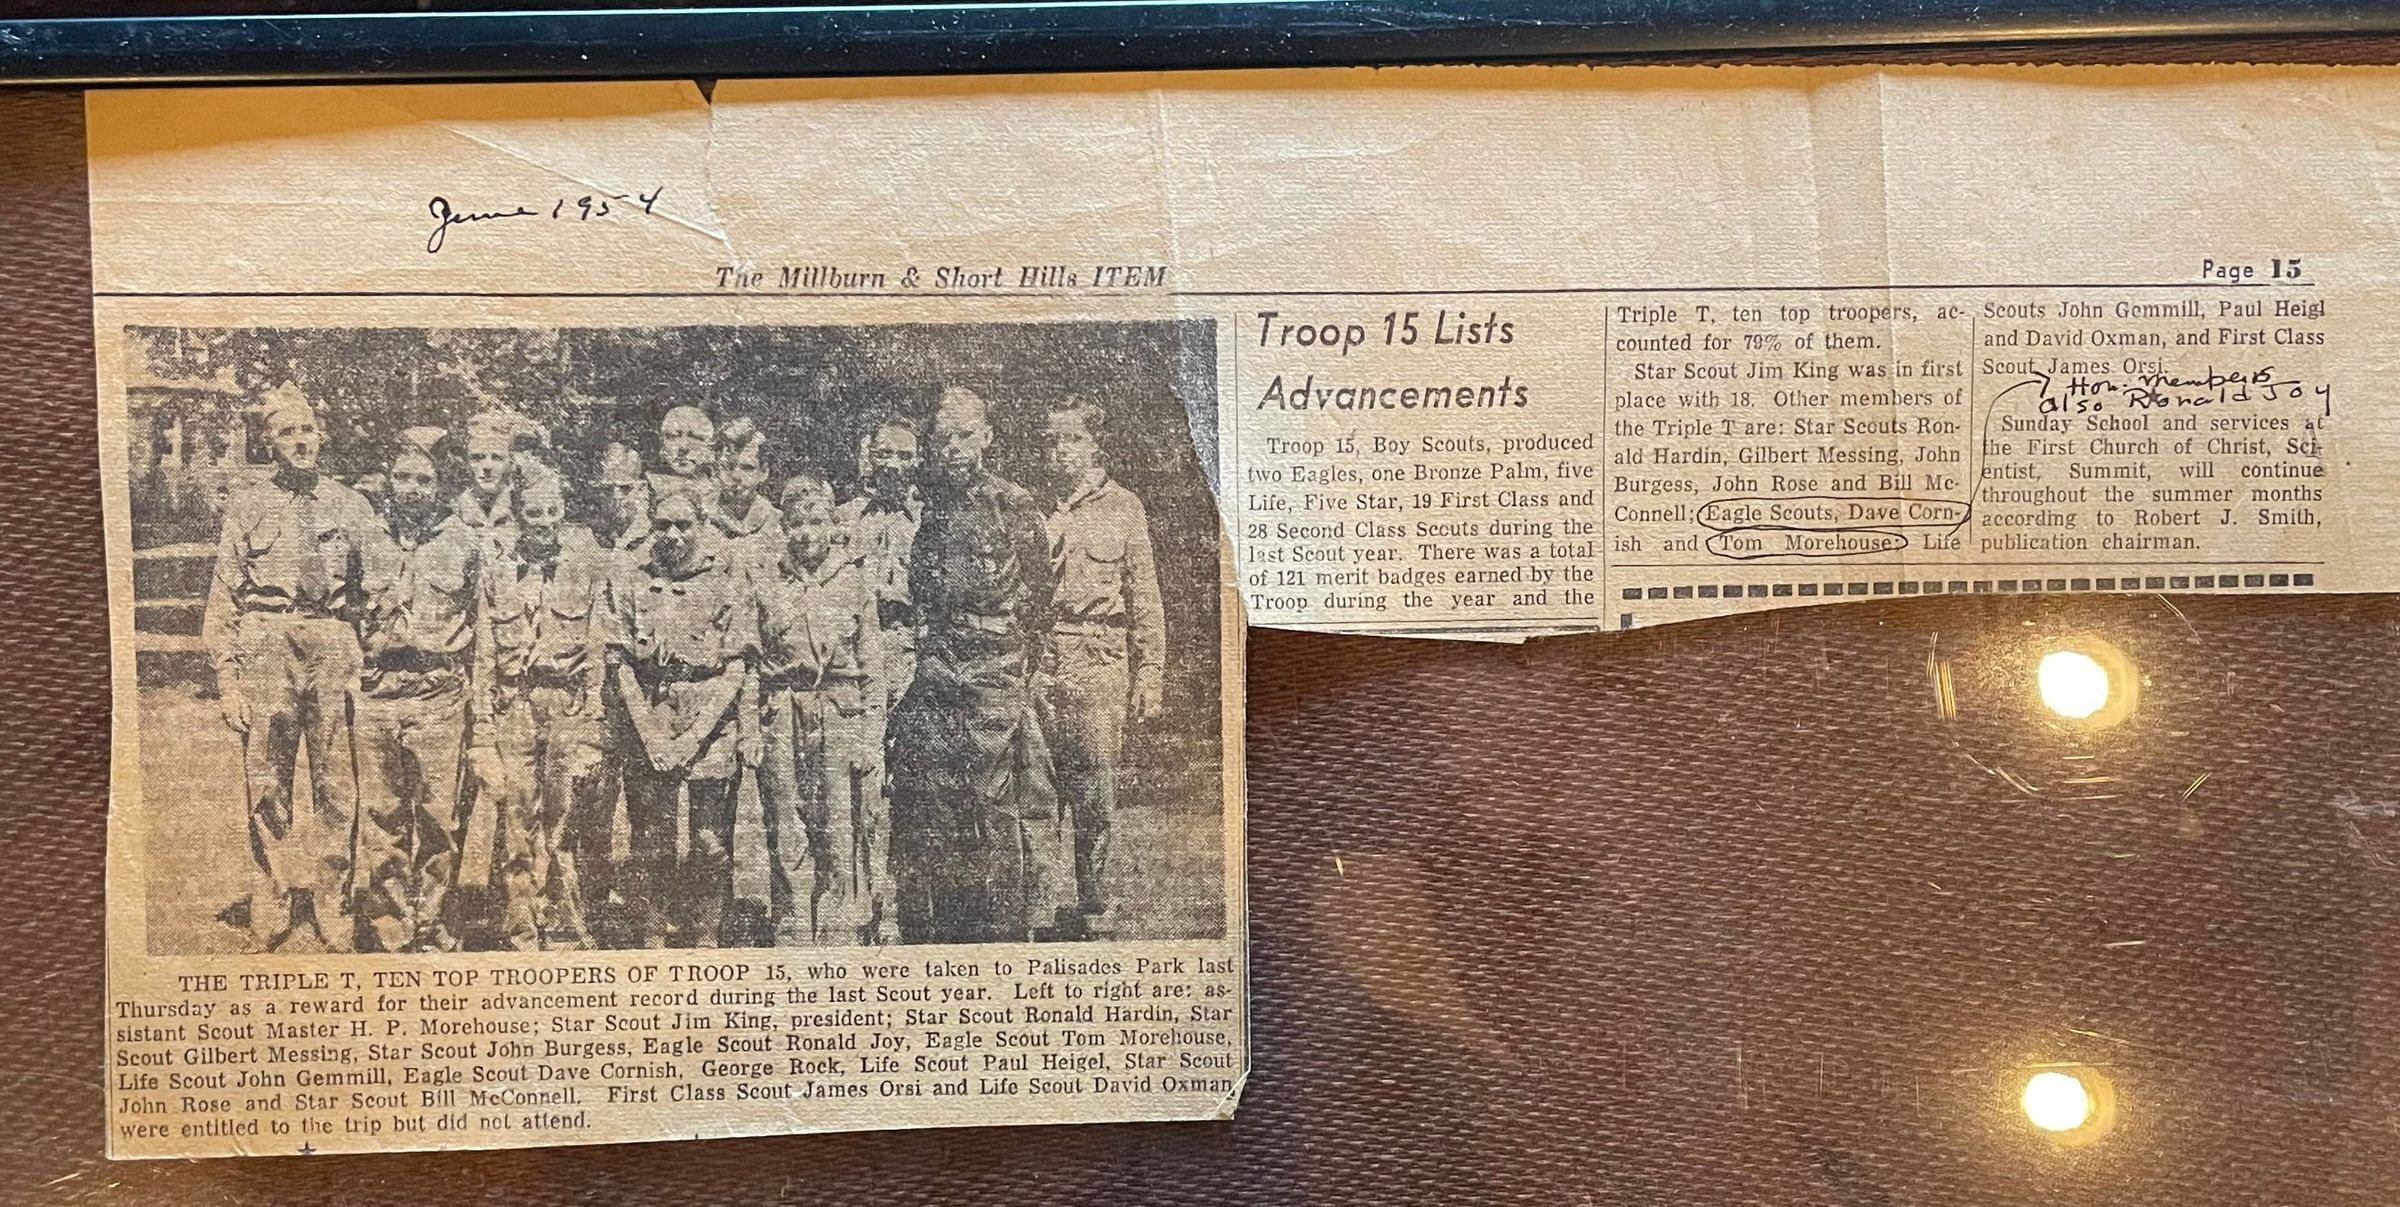 June 1954
The Millburn & Short Hills ITEM
Page 15
THE TRIPLE T, TEN TOP TROOPERS OF TROOP 15, who were taken to Palisades Park last
Thursday as a reward for their advancement record during the last Scout year. Left to right are: as-
sistant Scout Master H. P. Morehouse; Star Scout Jim King, president; Star Scout Ronald Hardin, Star
Scout Gilbert Messing, Star Scout John Burgess, Eagle Scout Ronald Joy, Eagle Scout Tom Morehouse,
Life Scout John Gemmill, Eagle Scout Dave Cornish, George Rock, Life Scout Paul Heigel, Star Scout
John Rose and Star Scout Bill McConnell. First Class Scout James Orsi and Life Scout David Oxman
were entitled to the trip but did not attend.
Troop 15 Lists
Advancements
Troop 15, Boy Scouts, produced
two Eagles, one Bronze Palm, five
Life, Five Star, 19 First Class and
28 Second Class Scouts during the
last Scout year. There was a total
of 121 merit badges earned by the
Troop during the year and the
Triple T, ten top troopers, ac-
counted for 79% of them.
Star Scout Jim King was in first
place with 18. Other members of
the Triple T are: Star Scouts Ron-
ald Hardin, Gilbert Messing, John
Burgess, John Rose and Bill Mc-
Connell; Eagle Scouts, Dave Corn-
ish and Tom Morehouse; Life
Scouts John Gemmill, Paul Heigl
and David Oxman, and First Class
Scout James Orsi.
Hon. members
also Ronald Joy
Sunday School and services at
the First Church of Christ, Sci-
entist, Summit, will continue
throughout the summer months
according to Robert J. Smith,
publication chairman.